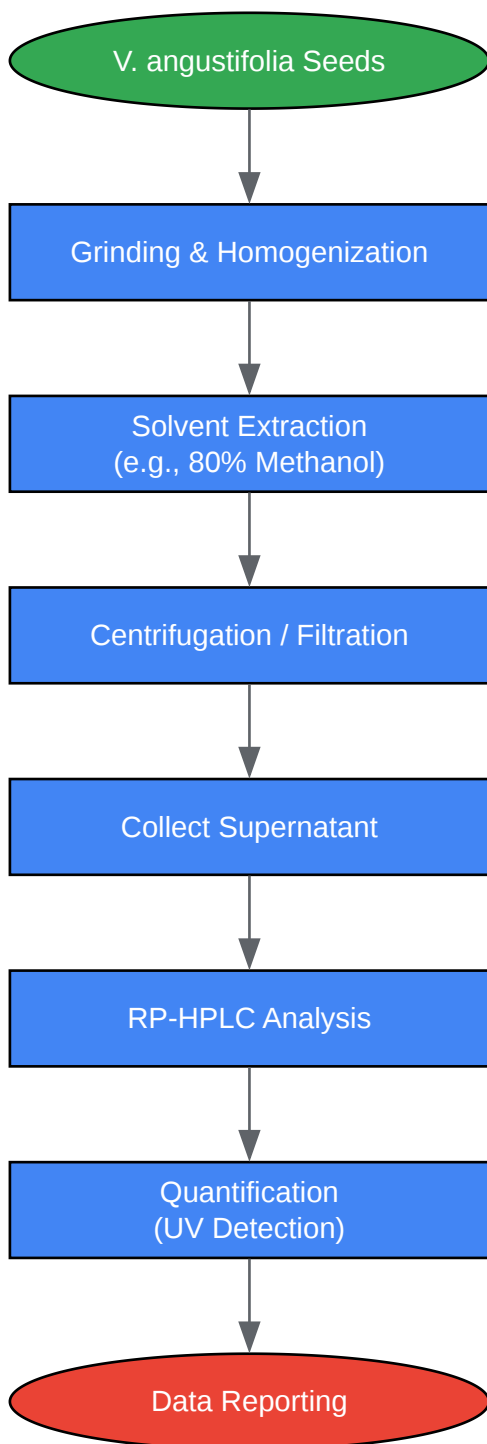 V. angustifolia Seeds
Grinding & Homogenization
Solvent Extraction
(e.g., 80% Methanol)
Centrifugation / Filtration
Collect Supernatant
RP-HPLC Analysis
Quantification
(UV Detection)
Data Reporting